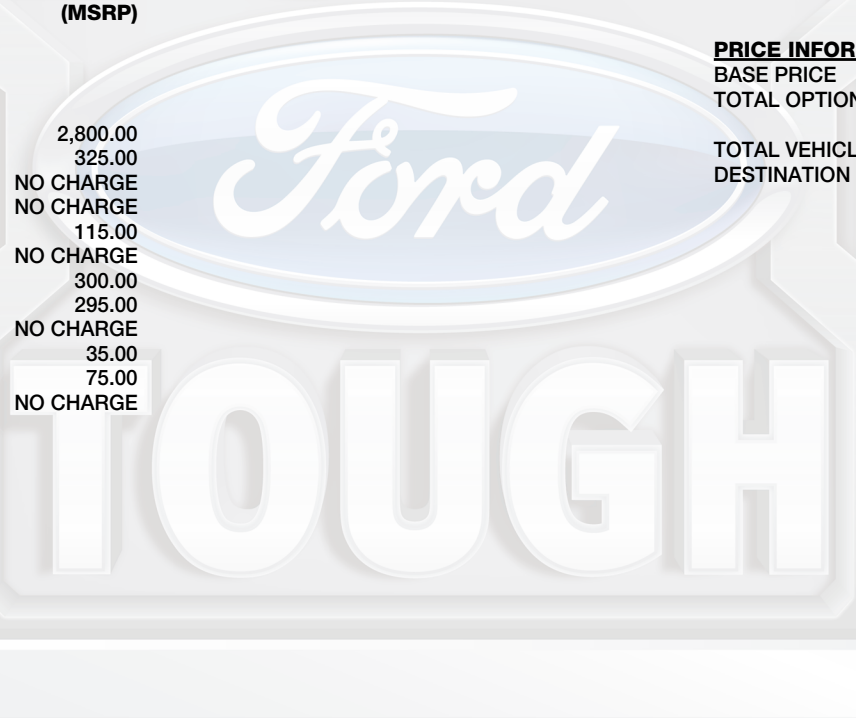 (MSRP)
2,800.00
325.00
NO CHARGE
NO CHARGE
115.00
NO CHARGE
300.00
295.00
NO CHARGE
35.00
75.00
NO CHARGE
PRICE INFOR
BASE PRICE
TOTAL OPTION
TOTAL VEHICL
DESTINATION
Ford
TOUGH